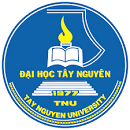 ĐẠI HỌC TÂY NGUYÊN
1977
TNU
TAY NGUYEN UNIVERSITY